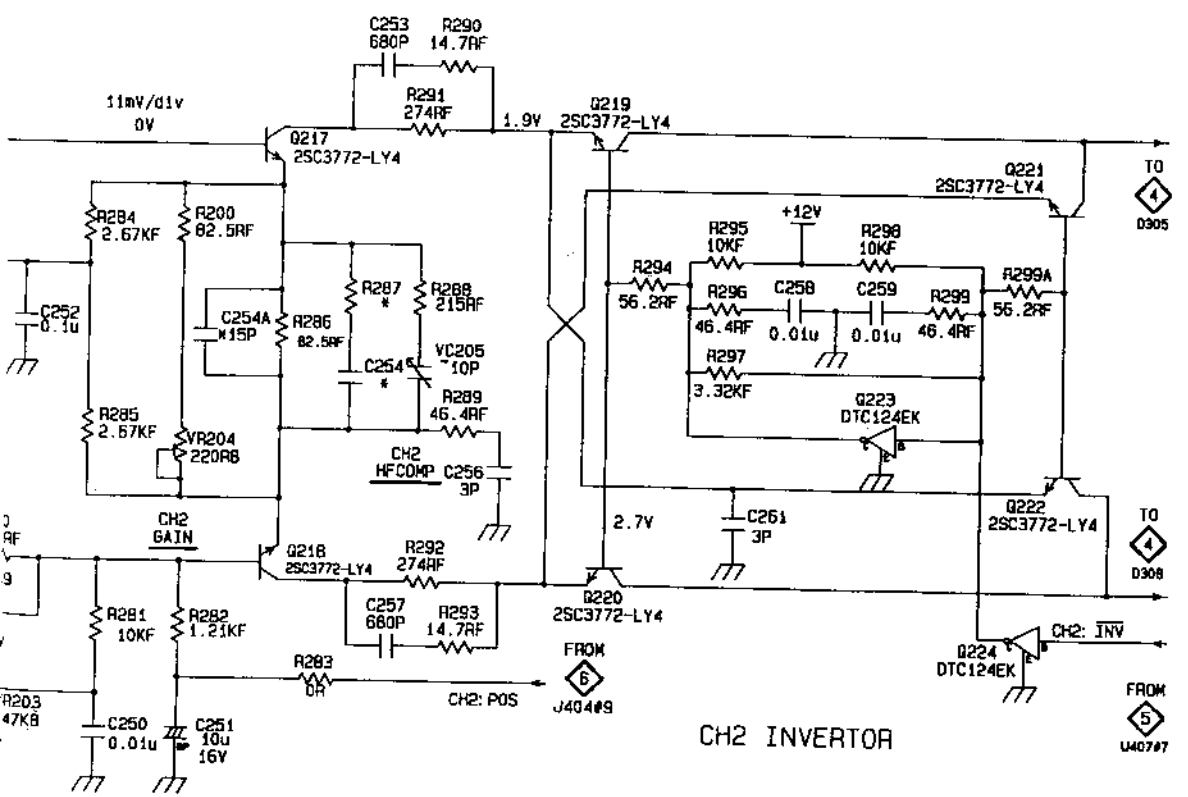 C253
680P
R290
14.7RF
11mV/div
0V
R291
274RF
Q217
2SC3772-LY4
1.9V
Q219
2SC3772-LY4
Q221
2SC3772-LY4
TO
4
D305
R284
2.67KF
R200
82.5RF
+12V
R295
10KF
R298
10KF
R294
56.2RF
R299A
56.2RF
R287
*
R288
215RF
R296
46.4RF
C258
0.01u
C259
0.01u
R299
46.4RF
C252
0.1u
C254A
*15P
R286
82.5RF
VC205
10P
C254
*
R297
3.32KF
R289
46.4RF
Q223
DTC124EK
C
B
E
R285
2.67KF
VR204
220RB
CH2
HFCOMP
C256
3P
CH2
GAIN
2.7V
C261
3P
Q222
2SC3772-LY4
TO
4
D308
RF
9
Q218
2SC3772-LY4
R292
274RF
Q220
2SC3772-LY4
R281
10KF
R282
1.21KF
C257
680P
R293
14.7RF
CH2: INV
Q224
DTC124EK
C
B
E
R283
0R
CH2: POS
FROM
6
U404#9
R203
47KB
C250
0.01u
C251
10u
16V
BP
FROM
5
U407#7
CH2 INVERTOR